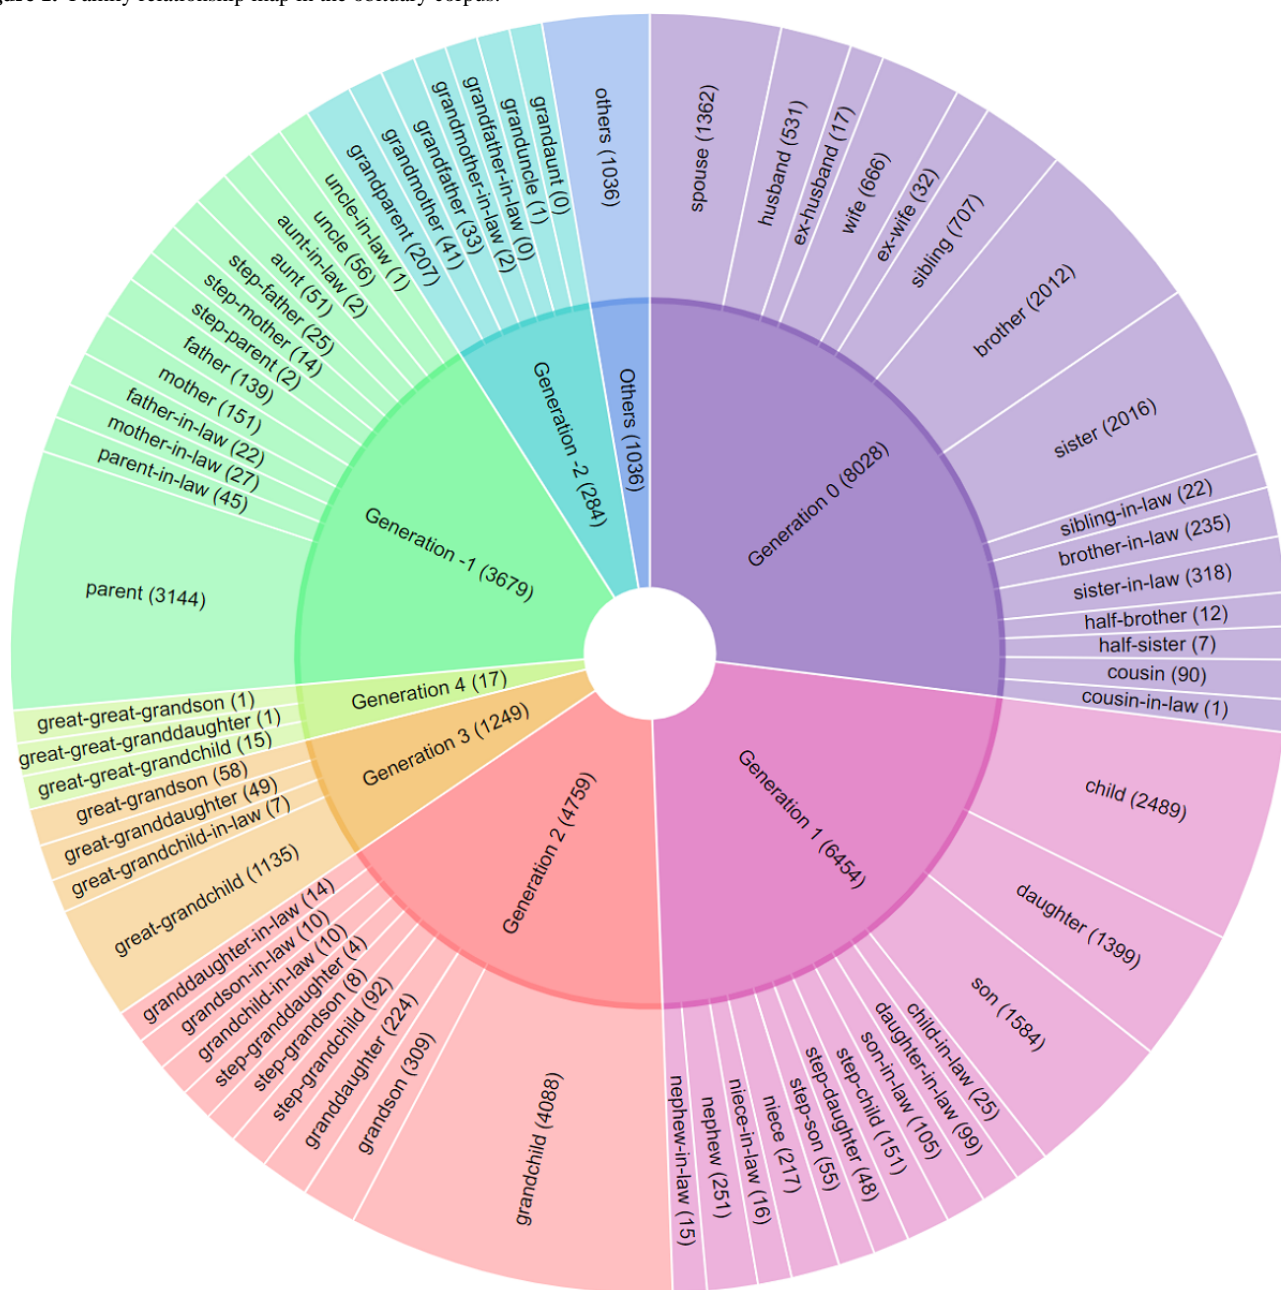 Figure 1. Family relationship map in the obituary corpus.
others (1036)
spouse (1362)
husband (531)
ex-husband (17)
wife (666)
ex-wife (32)
sibling (707)
brother (2012)
sister (2016)
sibling-in-law (22)
brother-in-law (235)
sister-in-law (318)
half-brother (12)
half-sister (7)
cousin (90)
cousin-in-law (1)
child (2489)
daughter (1399)
son (1584)
child-in-law (25)
daughter-in-law (99)
son-in-law (105)
step-child (151)
step-daughter (48)
step-son (55)
niece (217)
niece-in-law (16)
nephew (251)
nephew-in-law (15)
grandchild (4088)
grandson (309)
granddaughter (224)
step-grandchild (92)
step-grandson (8)
step-granddaughter (4)
grandchild-in-law (10)
grandson-in-law (10)
granddaughter-in-law (14)
great-grandchild (1135)
great-grandchild-in-law (7)
great-granddaughter (49)
great-grandson (58)
great-great-grandchild (15)
great-great-granddaughter (1)
great-great-grandson (1)
parent (3144)
parent-in-law (45)
mother-in-law (27)
father-in-law (22)
mother (151)
father (139)
step-parent (2)
step-mother (14)
step-father (25)
aunt (51)
aunt-in-law (2)
uncle (56)
uncle-in-law (1)
grandparent (207)
grandmother (41)
grandfather (33)
grandmother-in-law (2)
grandfather-in-law (0)
granduncle (1)
grandaunt (0)
Others (1036)
Generation 0 (8028)
Generation 1 (6454)
Generation 2 (4759)
Generation 3 (1249)
Generation 4 (17)
Generation -1 (3679)
Generation -2 (284)